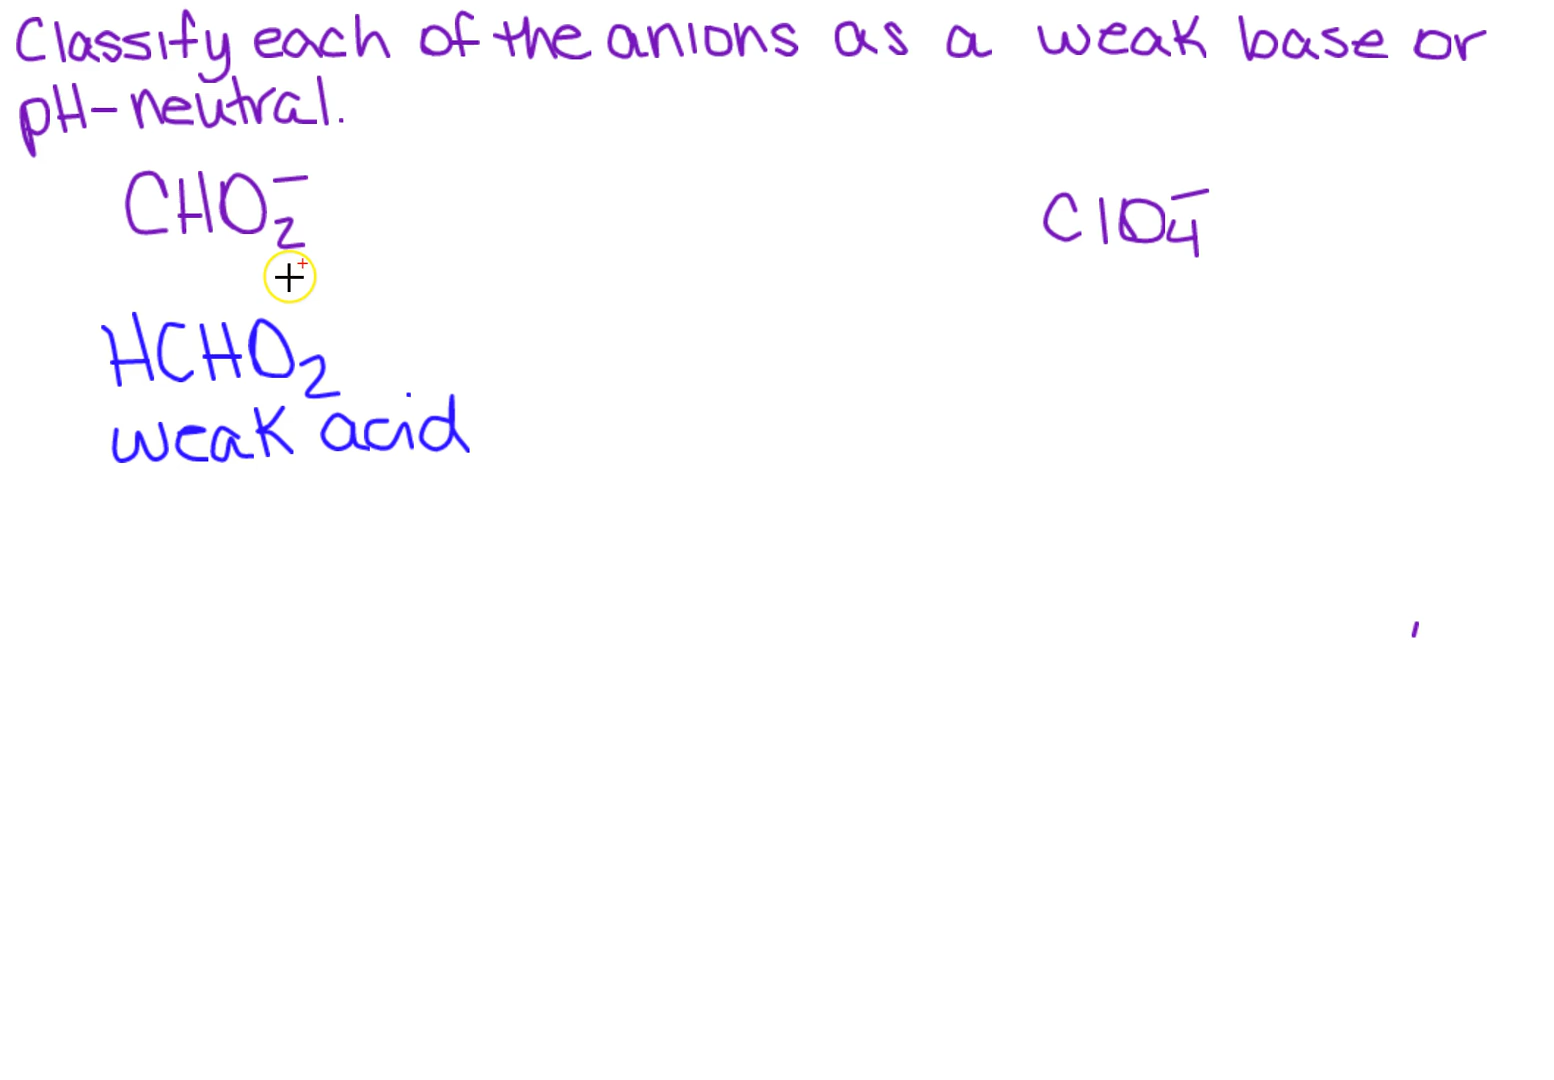 Classify each of the anions as a weak base or
pH-neutral.
CHO₂⁻
ClO₄⁻
HCHO₂
weak acid